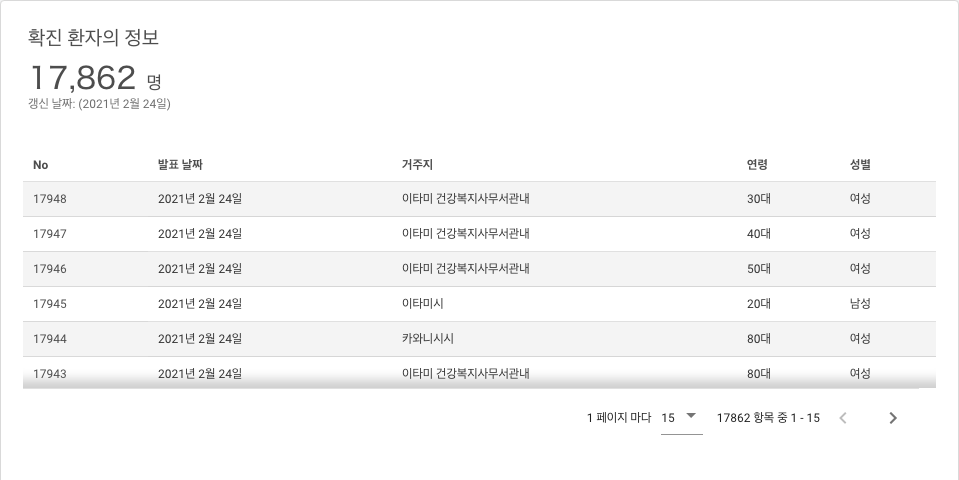 확진 환자의 정보
17,862 명
갱신 날짜: (2021년 2월 24일)
No 발표 날짜 거주지 연령 성별
17948 2021년 2월 24일 이타미 건강복지사무서관내 30대 여성
17947 2021년 2월 24일 이타미 건강복지사무서관내 40대 여성
17946 2021년 2월 24일 이타미 건강복지사무서관내 50대 여성
17945 2021년 2월 24일 이타미시 20대 남성
17944 2021년 2월 24일 카와니시시 80대 여성
17943 2021년 2월 24일 이타미 건강복지사무서관내 80대 여성
1 페이지 마다 15 17862 항목 중 1 - 15